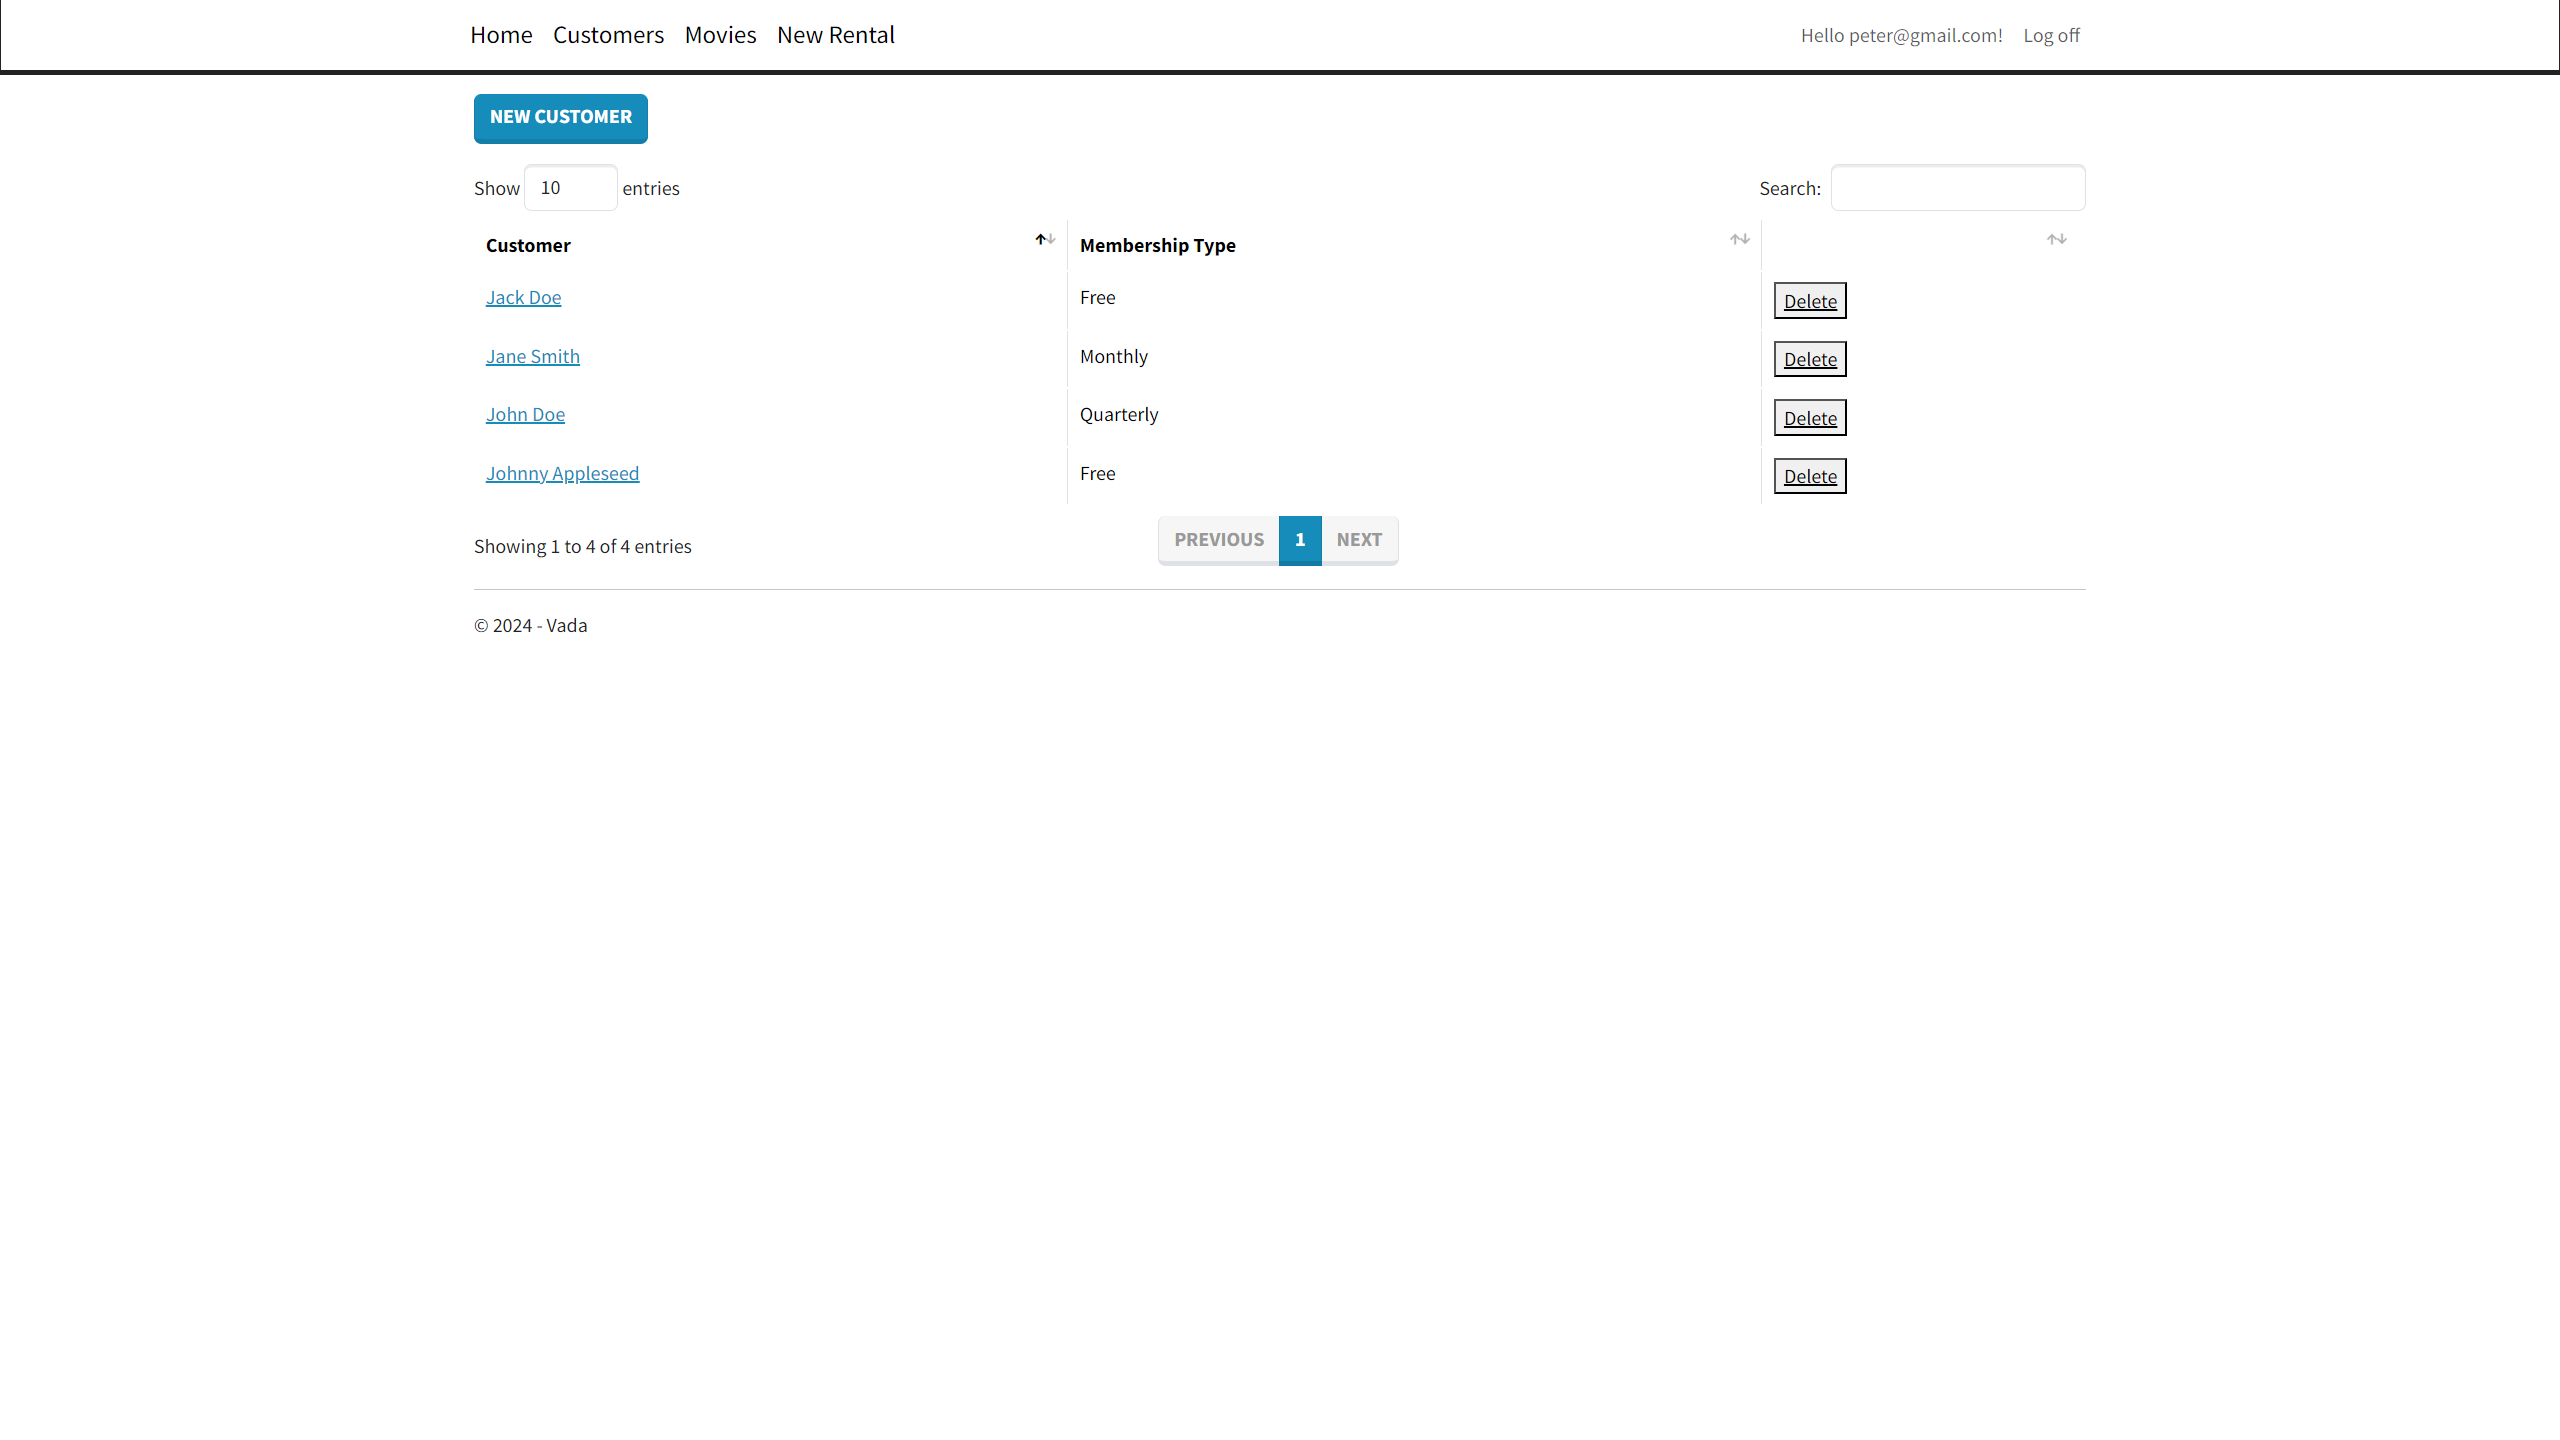 Home Customers Movies New Rental Hello peter@gmail.com! Log off
NEW CUSTOMER
Show 10 entries Search:
Customer Membership Type
Jack Doe Free Delete
Jane Smith Monthly Delete
John Doe Quarterly Delete
Johnny Appleseed Free Delete
Showing 1 to 4 of 4 entries PREVIOUS 1 NEXT
© 2024 - Vada